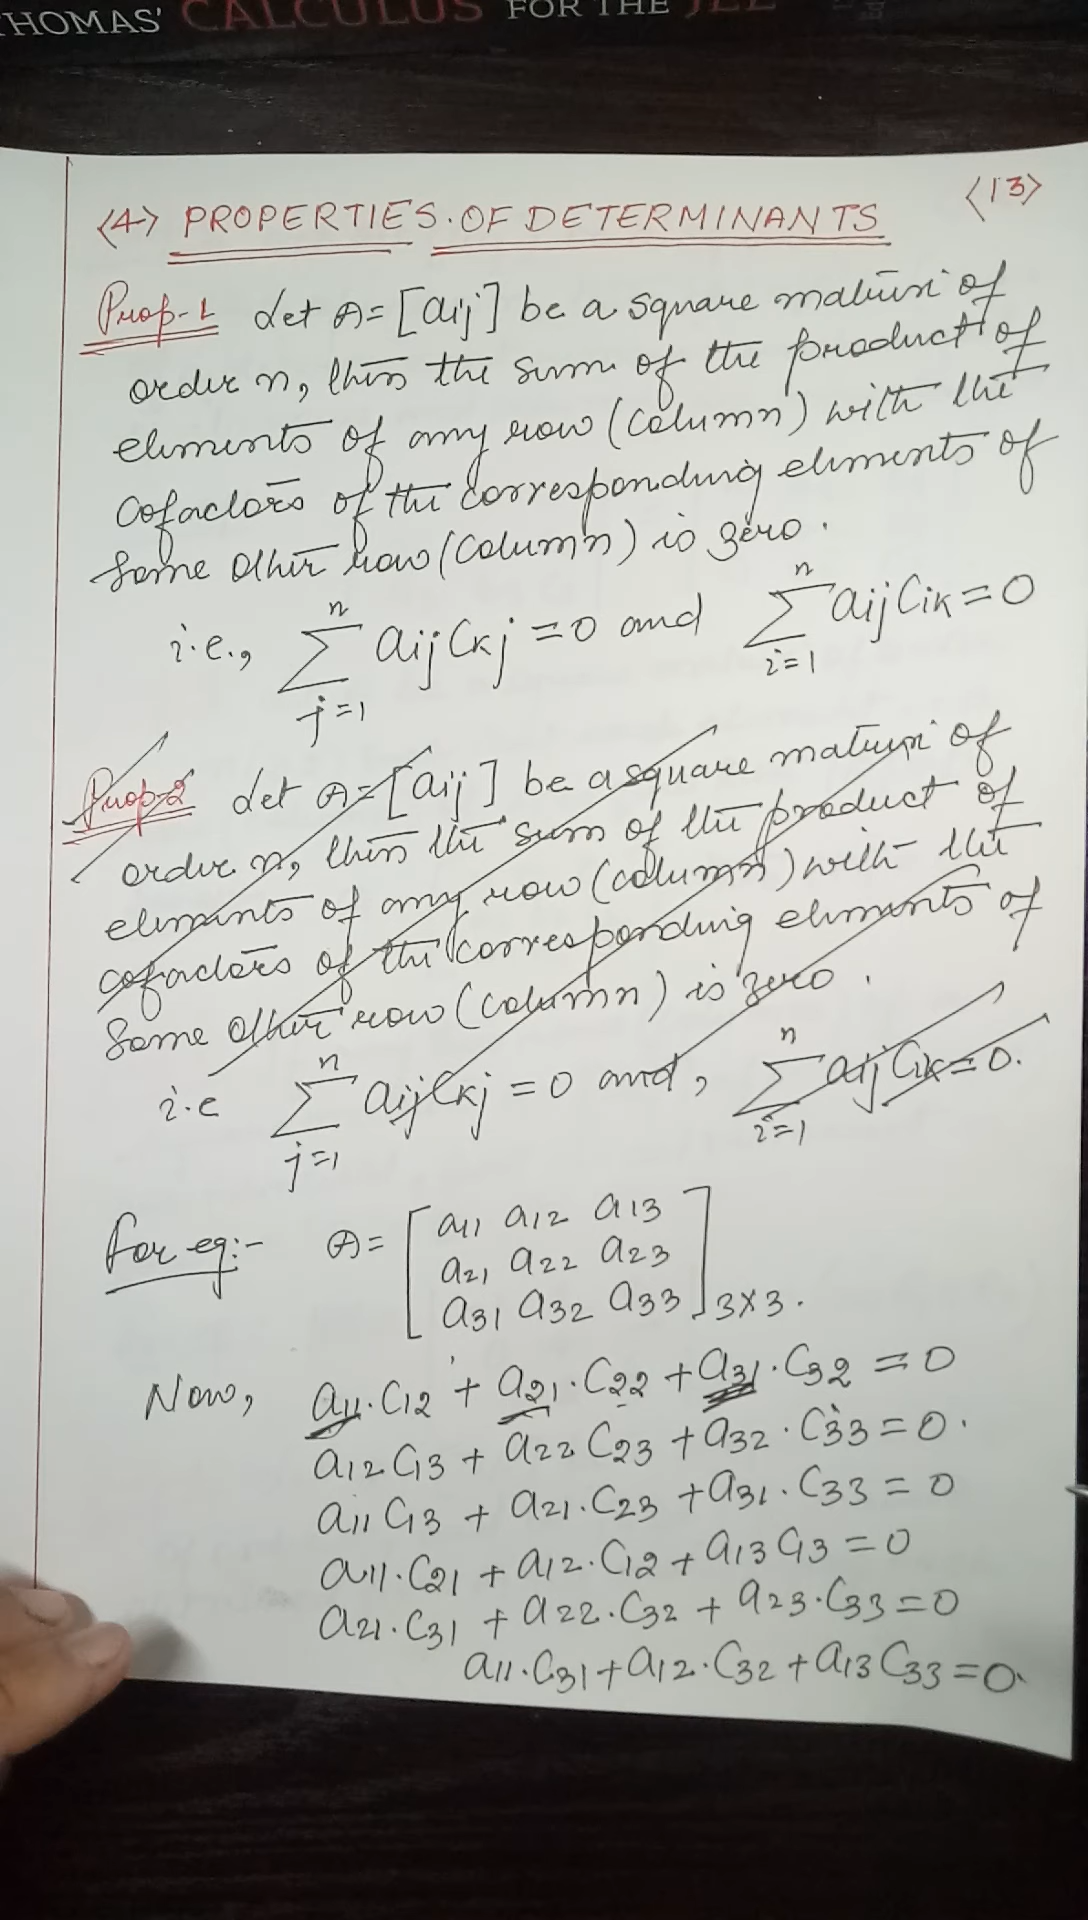 THOMAS' CALCULUS FOR THE JEE
<13>
<4> PROPERTIES OF DETERMINANTS
Prop-1 Let A = [aij] be a square matrix of
order n, then the sum of the product of
elements of any row (column) with the
cofactors of the corresponding elements of
some other row (column) is zero.
i.e., n∑j=1 aij Ckj = 0 and n∑i=1 aij Cik = 0
Prop-2 Let A = [aij] be a square matrix of
order n, then the sum of the product of
elements of any row (column) with the
cofactors of the corresponding elements of
some other row (column) is zero.
i.e n∑j=1 aij Ckj = 0 and, n∑i=1 aij Cik = 0.
For eg:- A = [a11 a12 a13
a21 a22 a23
a31 a32 a33] 3×3.
Now, a11·C12 + a21·C22 + a31·C32 = 0
a12 C13 + a22 C23 + a32·C33 = 0.
a11 C13 + a21·C23 + a31·C33 = 0
a11·C21 + a12·C12 + a13 C13 = 0
a21·C31 + a22·C32 + a23·C33 = 0
a11·C31 + a12·C32 + a13 C33 = 0.